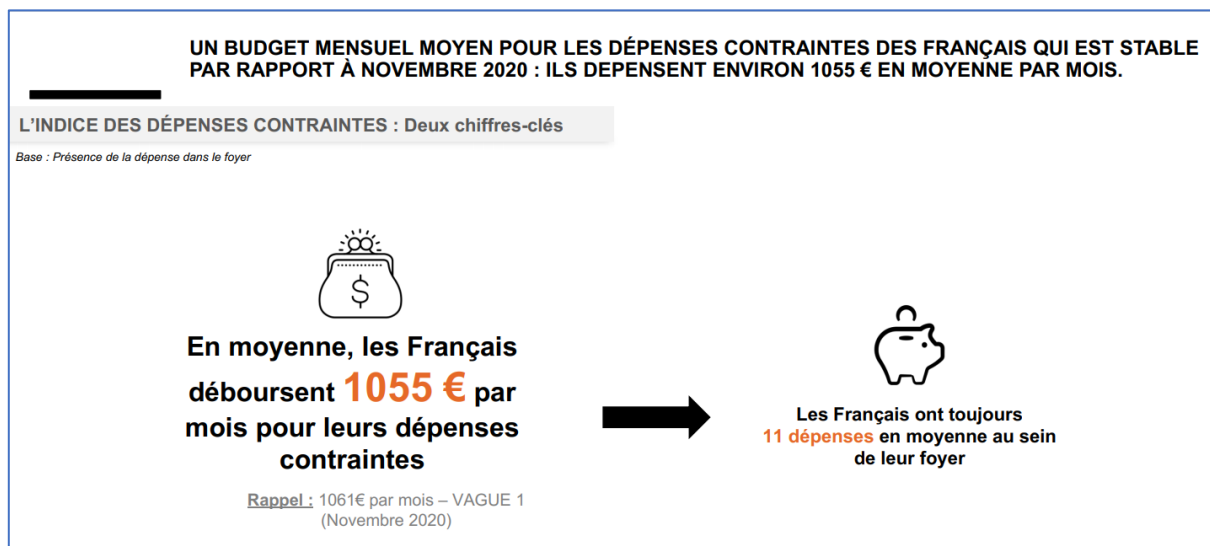 UN BUDGET MENSUEL MOYEN POUR LES DÉPENSES CONTRAINTES DES FRANÇAIS QUI EST STABLE
PAR RAPPORT À NOVEMBRE 2020 : ILS DEPENSENT ENVIRON 1055 € EN MOYENNE PAR MOIS.
L'INDICE DES DÉPENSES CONTRAINTES : Deux chiffres-clés
Base : Présence de la dépense dans le foyer
$
En moyenne, les Français
déboursent 1055 € par
mois pour leurs dépenses
contraintes
Rappel : 1061€ par mois – VAGUE 1
(Novembre 2020)
Les Français ont toujours
11 dépenses en moyenne au sein
de leur foyer